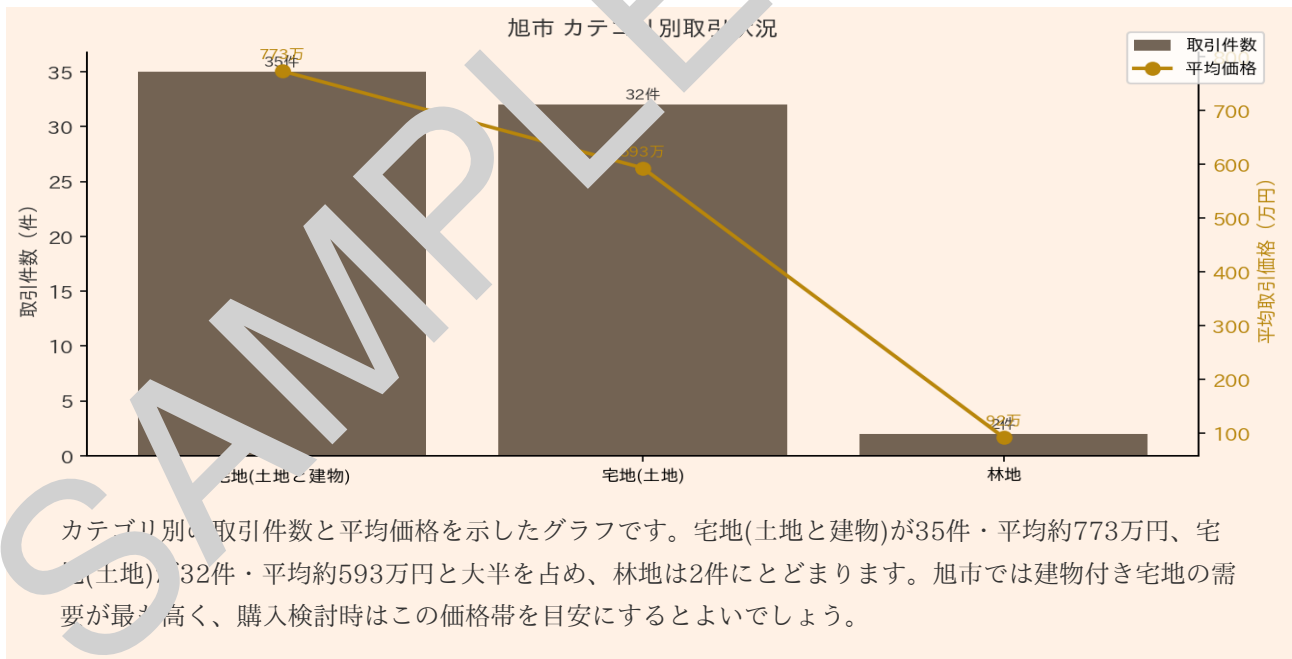 旭市 カテゴリ別取引状況
取引件数
平均価格
773万
35件
32件
593万
92万
2件
35
30
25
20
15
10
5
0
取引件数（件）
700
600
500
400
300
200
100
平均取引価格（万円）
宅地(土地と建物)
宅地(土地)
林地
カテゴリ別の取引件数と平均価格を示したグラフです。宅地(土地と建物)が35件・平均約773万円、宅
地(土地)が32件・平均約593万円と大半を占め、林地は2件にとどまります。旭市では建物付き宅地の需
要が最も高く、購入検討時はこの価格帯を目安にするとよいでしょう。
SAMPLE